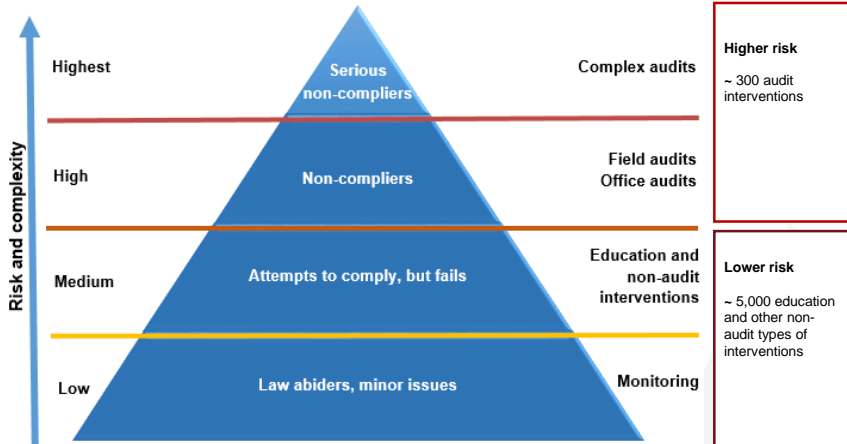 Risk and complexity
Highest
Serious
non-compliers
Complex audits
High
Non-compliers
Field audits
Office audits
Medium
Attempts to comply, but fails
Education and
non-audit
interventions
Low
Law abiders, minor issues
Monitoring
Higher risk
~ 300 audit
interventions
Lower risk
~ 5,000 education
and other non-
audit types of
interventions